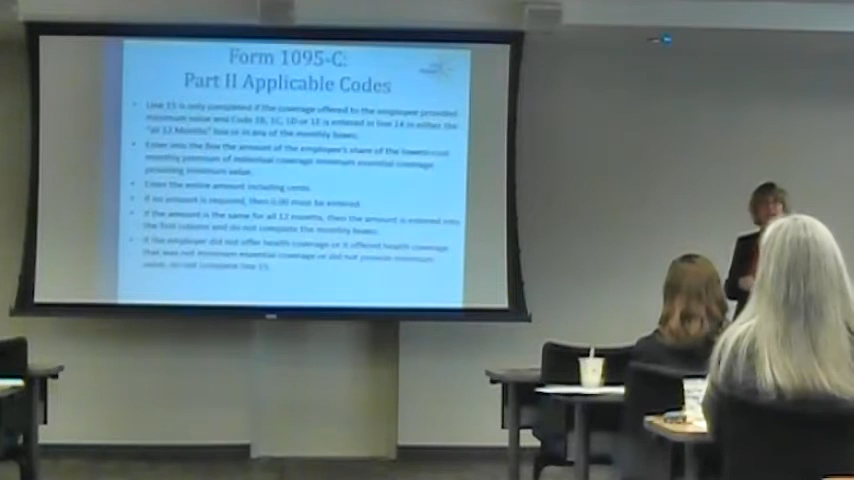 Form 1095-C:
Part II Applicable Codes
• Line 15 is only completed if the coverage offered to the employee provided
minimum value and Code 1B, 1C, 1D or 1E is entered in line 14 in either the
"all 12 Months" box or in any of the monthly boxes.
• Enter into the box the amount of the employee's share of the lowest-cost
monthly premium of individual coverage minimum essential coverage
providing minimum value.
• Enter the entire amount including cents.
• If no amount is required, then 0.00 must be entered.
• If the amount is the same for all 12 months, then the amount is entered into
the first column and do not complete the monthly boxes.
• If the employer did not offer health coverage or it offered health coverage
that was not minimum essential coverage or did not provide minimum
value, do not complete line 15.